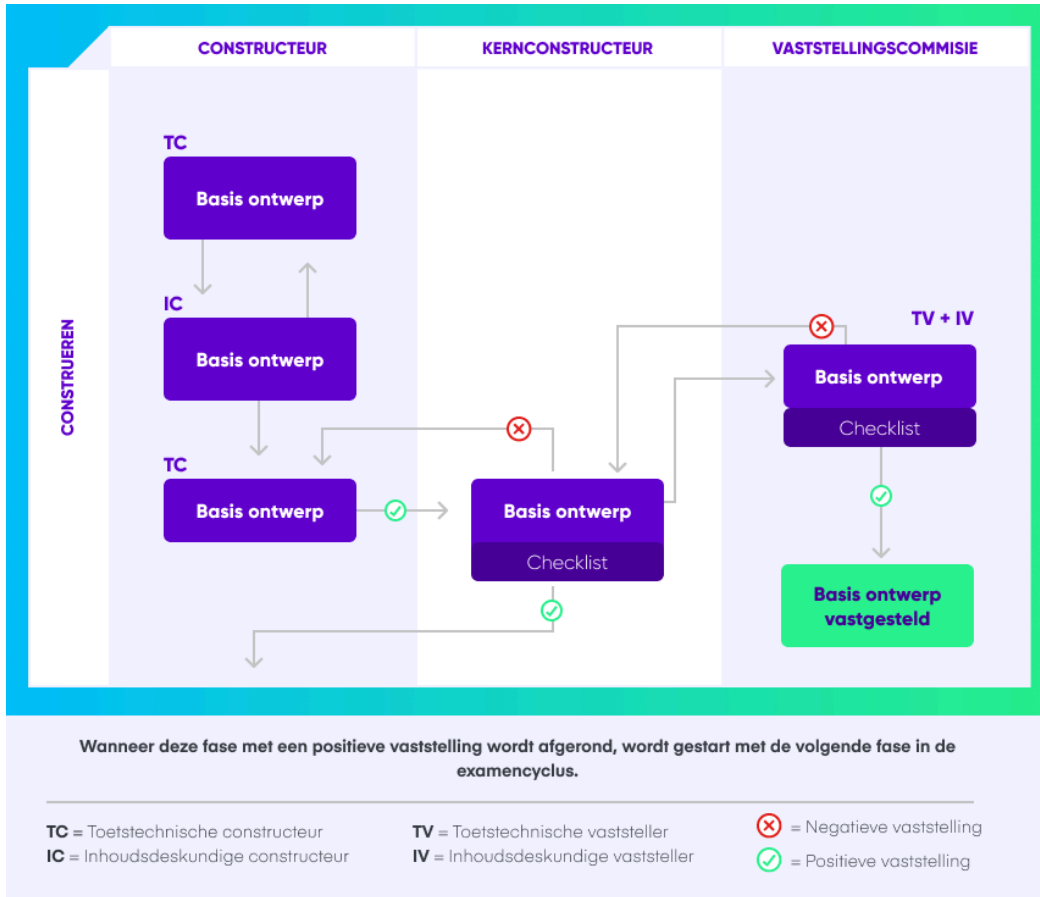 CONSTRUCTEUR
KERNCONSTRUCTEUR
VASTSTELLINGSCOMMISIE
CONSTRUEREN
TC
Basis ontwerp
IC
Basis ontwerp
TC
Basis ontwerp
Basis ontwerp
Checklist
TV + IV
Basis ontwerp
Checklist
Basis ontwerp
vastgesteld
Wanneer deze fase met een positieve vaststelling wordt afgerond, wordt gestart met de volgende fase in de
examencyclus.
TC = Toetstechnische constructeur
IC = Inhoudsdeskundige constructeur
TV = Toetstechnische vaststeller
IV = Inhoudsdeskundige vaststeller
= Negatieve vaststelling
= Positieve vaststelling